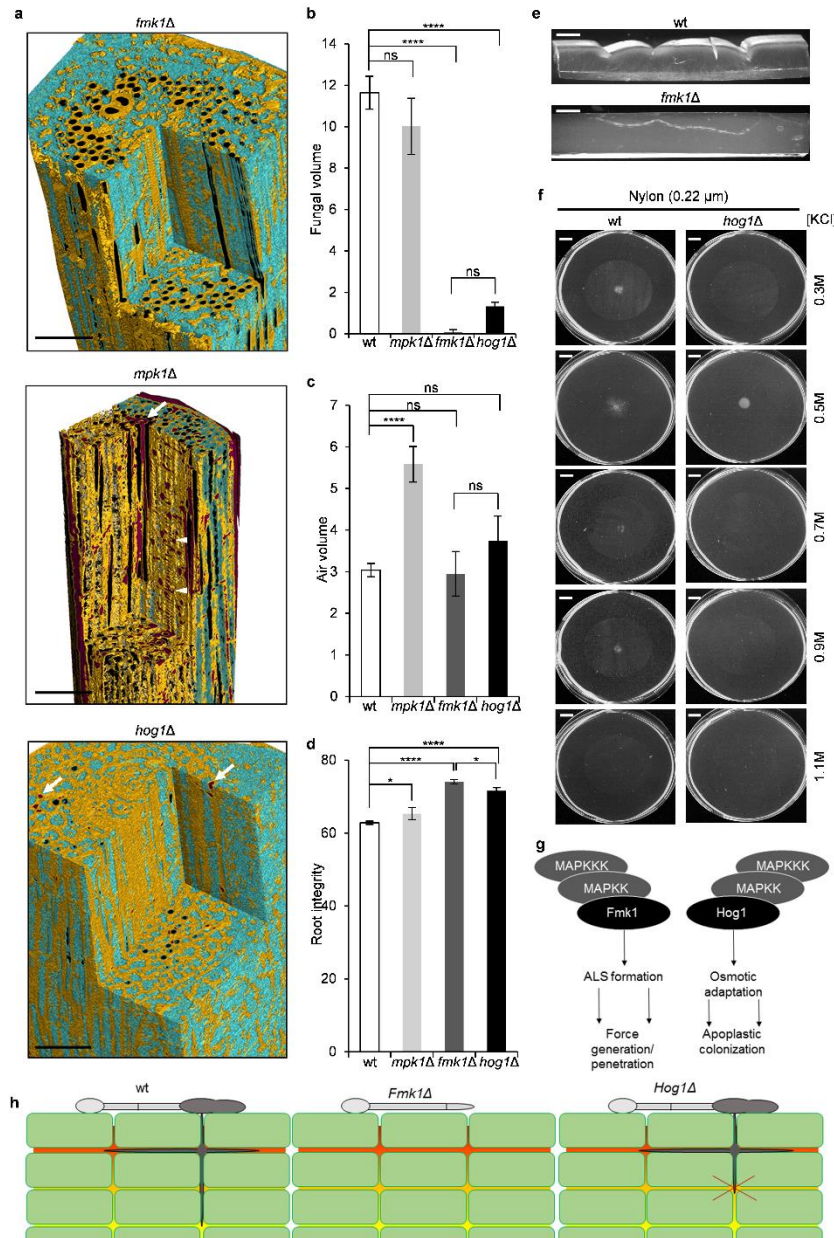 a
fmk1Δ
mpk1Δ
hog1Δ
b
****
****
ns
ns
Fungal volume
14
12
10
8
6
4
2
0
wt
mpk1Δ
fmk1Δ
hog1Δ
c
ns
ns
****
ns
Air volume
7
6
5
4
3
2
1
0
wt
mpk1Δ
fmk1Δ
hog1Δ
d
****
****
*
*
Root integrity
80
60
40
20
0
wt
mpk1Δ
fmk1Δ
hog1Δ
e
wt
fmk1Δ
f
Nylon (0.22 µm)
wt
hog1Δ
[KCl]
0.3M
0.5M
0.7M
0.9M
1.1M
g
MAPKKK
MAPKK
Fmk1
ALS formation
Force
generation/
penetration
MAPKKK
MAPKK
Hog1
Osmotic
adaptation
Apoplastic
colonization
h
wt
Fmk1Δ
Hog1Δ